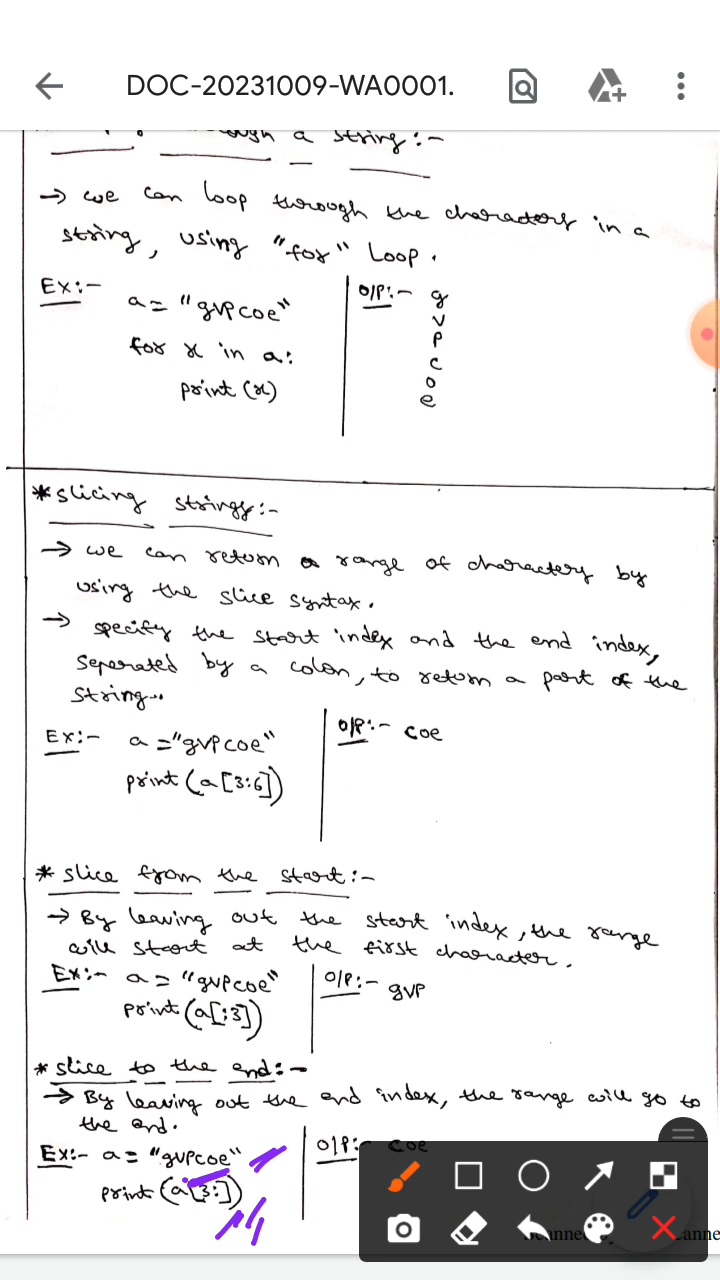 DOC-20231009-WA0001.
through a string:-
→ we can loop through the characters in a
string, using "for" Loop.
Ex:- a= "gvpcoe"
for x in a:
print (x)
O/P:- g
v
p
c
o
e
* slicing strings:-
→ we can return a range of characters by
using the slice syntax.
→ specify the start index and the end index,
seperated by a colon, to return a part of the
string..
Ex:- a ="gvpcoe"
print (a[3:6])
O/P:- coe
* slice from the start:-
→ By leaving out the start index, the range
will start at the first character.
Ex:- a = "gvpcoe"
print (a[:3])
O/P:- gvp
* slice to the end:-
→ By leaving out the end index, the range will go to
the end.
Ex:- a= "gvpcoe"
print (a[3:])
O/P:- coe